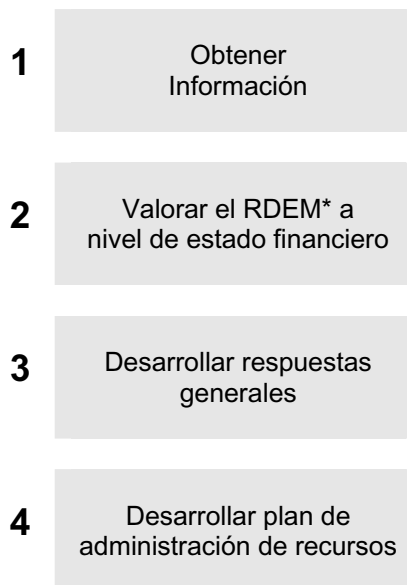 1
Obtener
Información
2
Valorar el RDEM* a
nivel de estado financiero
3
Desarrollar respuestas
generales
4
Desarrollar plan de
administración de recursos